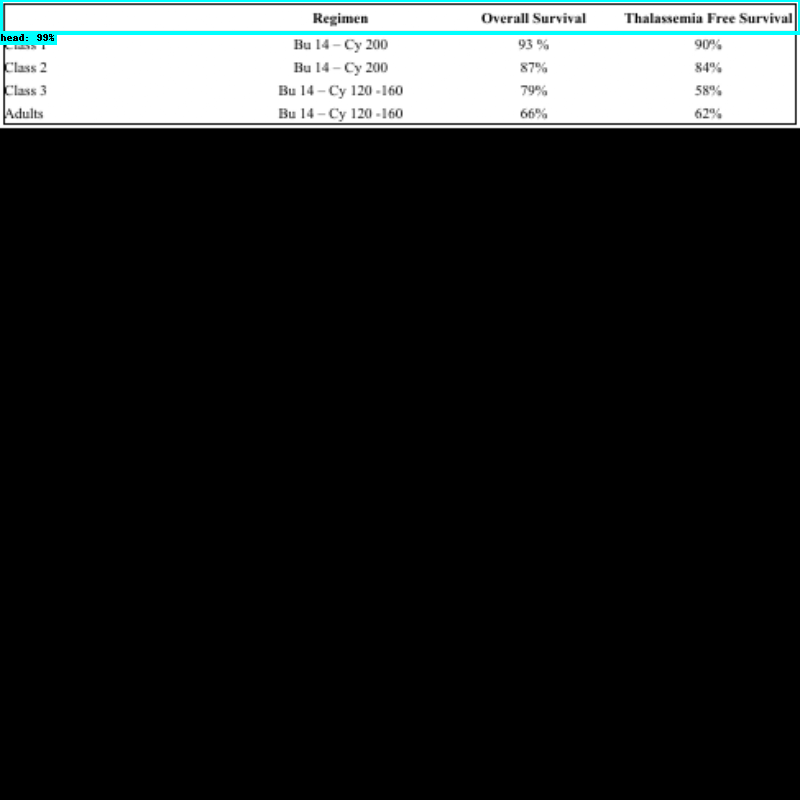 Regimen Overall Survival Thalassemia Free Survival
head: 99%
Class 1 Bu 14 – Cy 200 93 % 90%
Class 2 Bu 14 – Cy 200 87% 84%
Class 3 Bu 14 – Cy 120 -160 79% 58%
Adults Bu 14 – Cy 120 -160 66% 62%